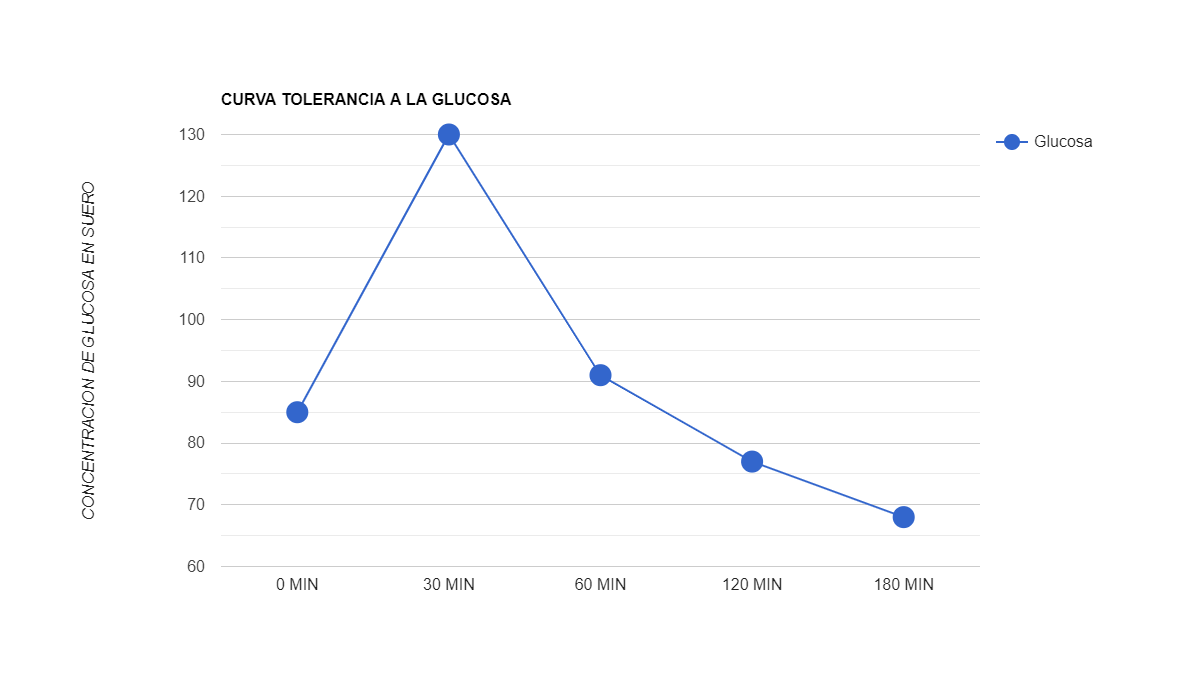 CURVA TOLERANCIA A LA GLUCOSA
CONCENTRACION DE GLUCOSA EN SUERO
130
120
110
100
90
80
70
60
0 MIN
30 MIN
60 MIN
120 MIN
180 MIN
Glucosa